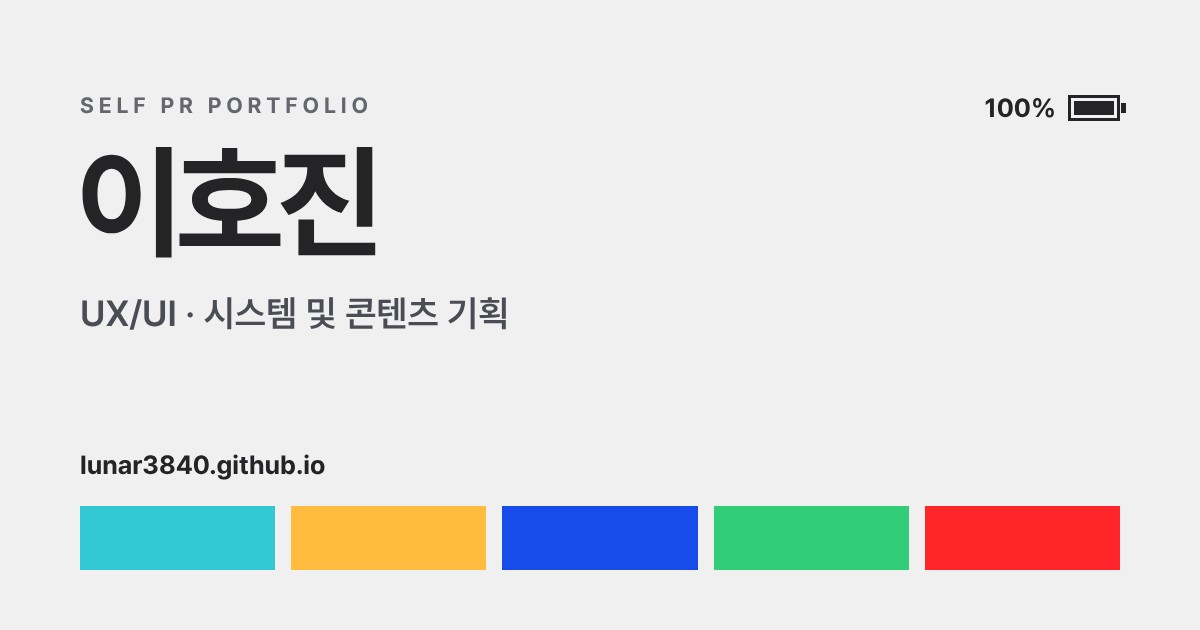 SELF PR PORTFOLIO
100%
이호진
UX/UI · 시스템 및 콘텐츠 기획
lunar3840.github.io